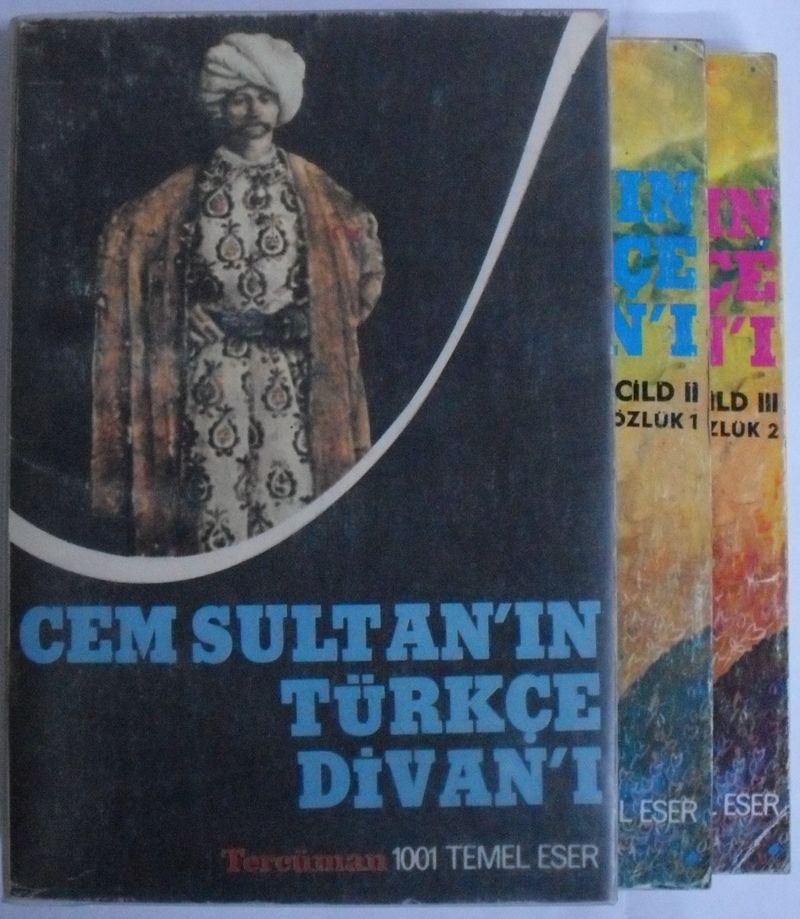 CEM SULTAN'IN
TÜRKÇE
DİVAN'I
Tercüman 1001 TEMEL ESER
IN
ÇE
N'I
CİLD II
ÖZLÜK 1
L ESER
IN
ÇE
N'I
İLD III
ZLÜK 2
ESER